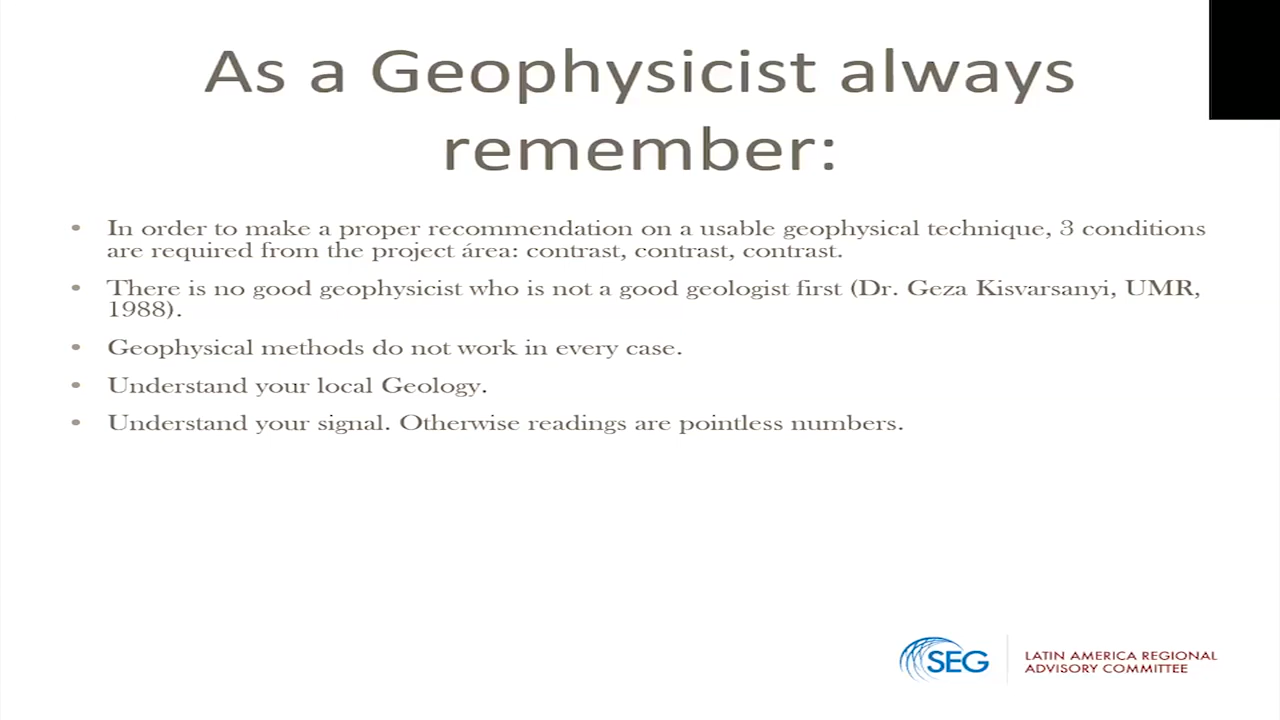 As a Geophysicist always
remember:
• In order to make a proper recommendation on a usable geophysical technique, 3 conditions
are required from the project área: contrast, contrast, contrast.
• There is no good geophysicist who is not a good geologist first (Dr. Geza Kisvarsanyi, UMR,
1988).
• Geophysical methods do not work in every case.
• Understand your local Geology.
• Understand your signal. Otherwise readings are pointless numbers.
SEG
LATIN AMERICA REGIONAL
ADVISORY COMMITTEE